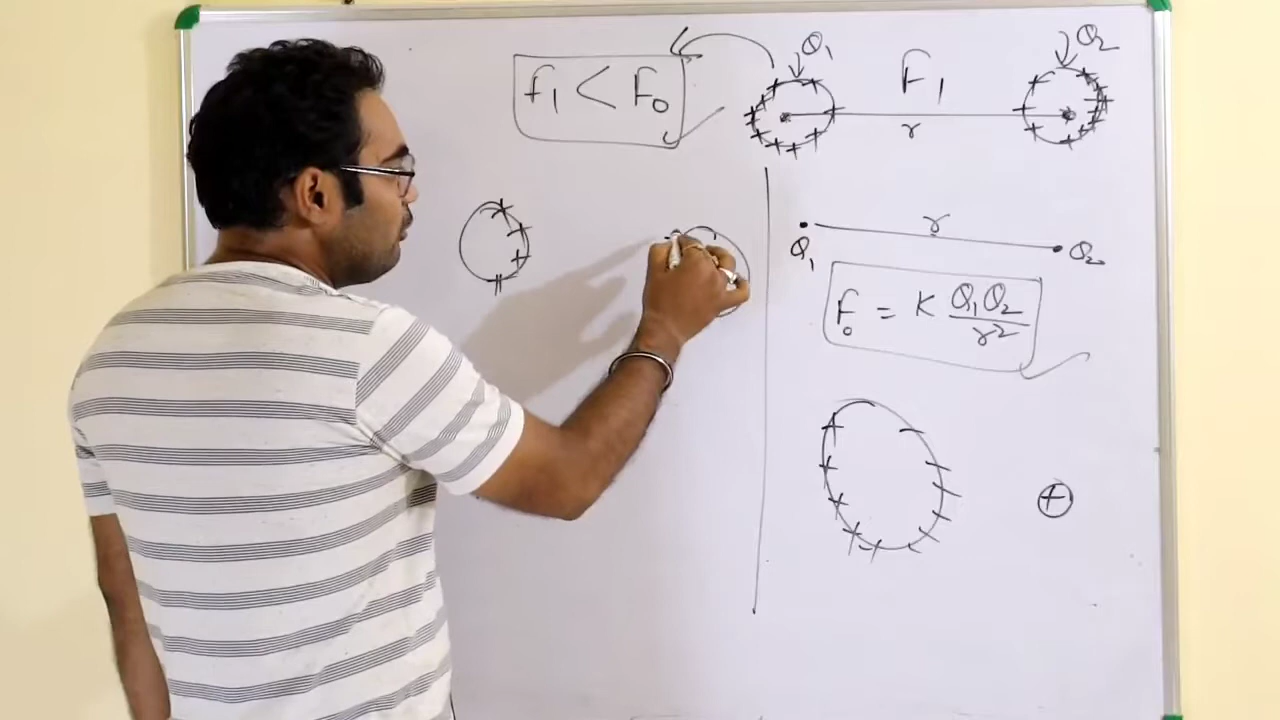 F₁ < F₀
Q₁
F₁
r
Q₂
r
Q₁
Q₂
F₀ = K Q₁Q₂ / r²
+